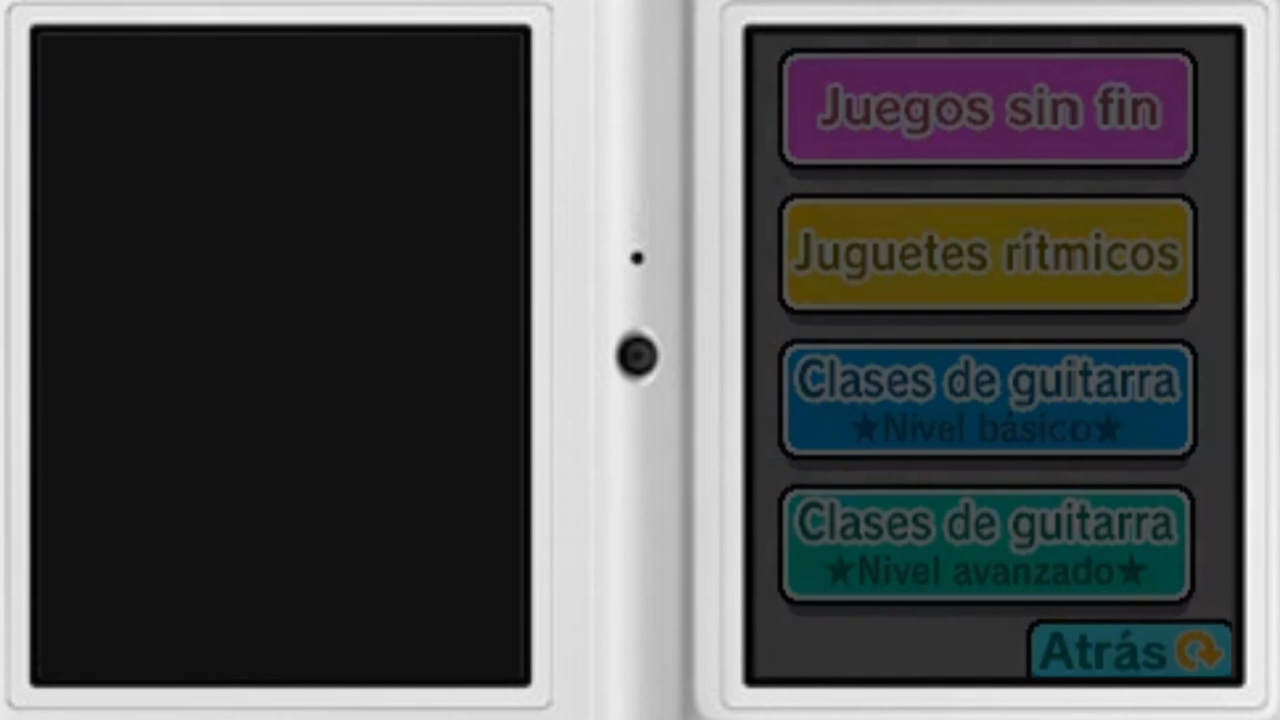 Juegos sin fin
Juguetes rítmicos
Clases de guitarra
★Nivel básico★
Clases de guitarra
★Nivel avanzado★
Atrás